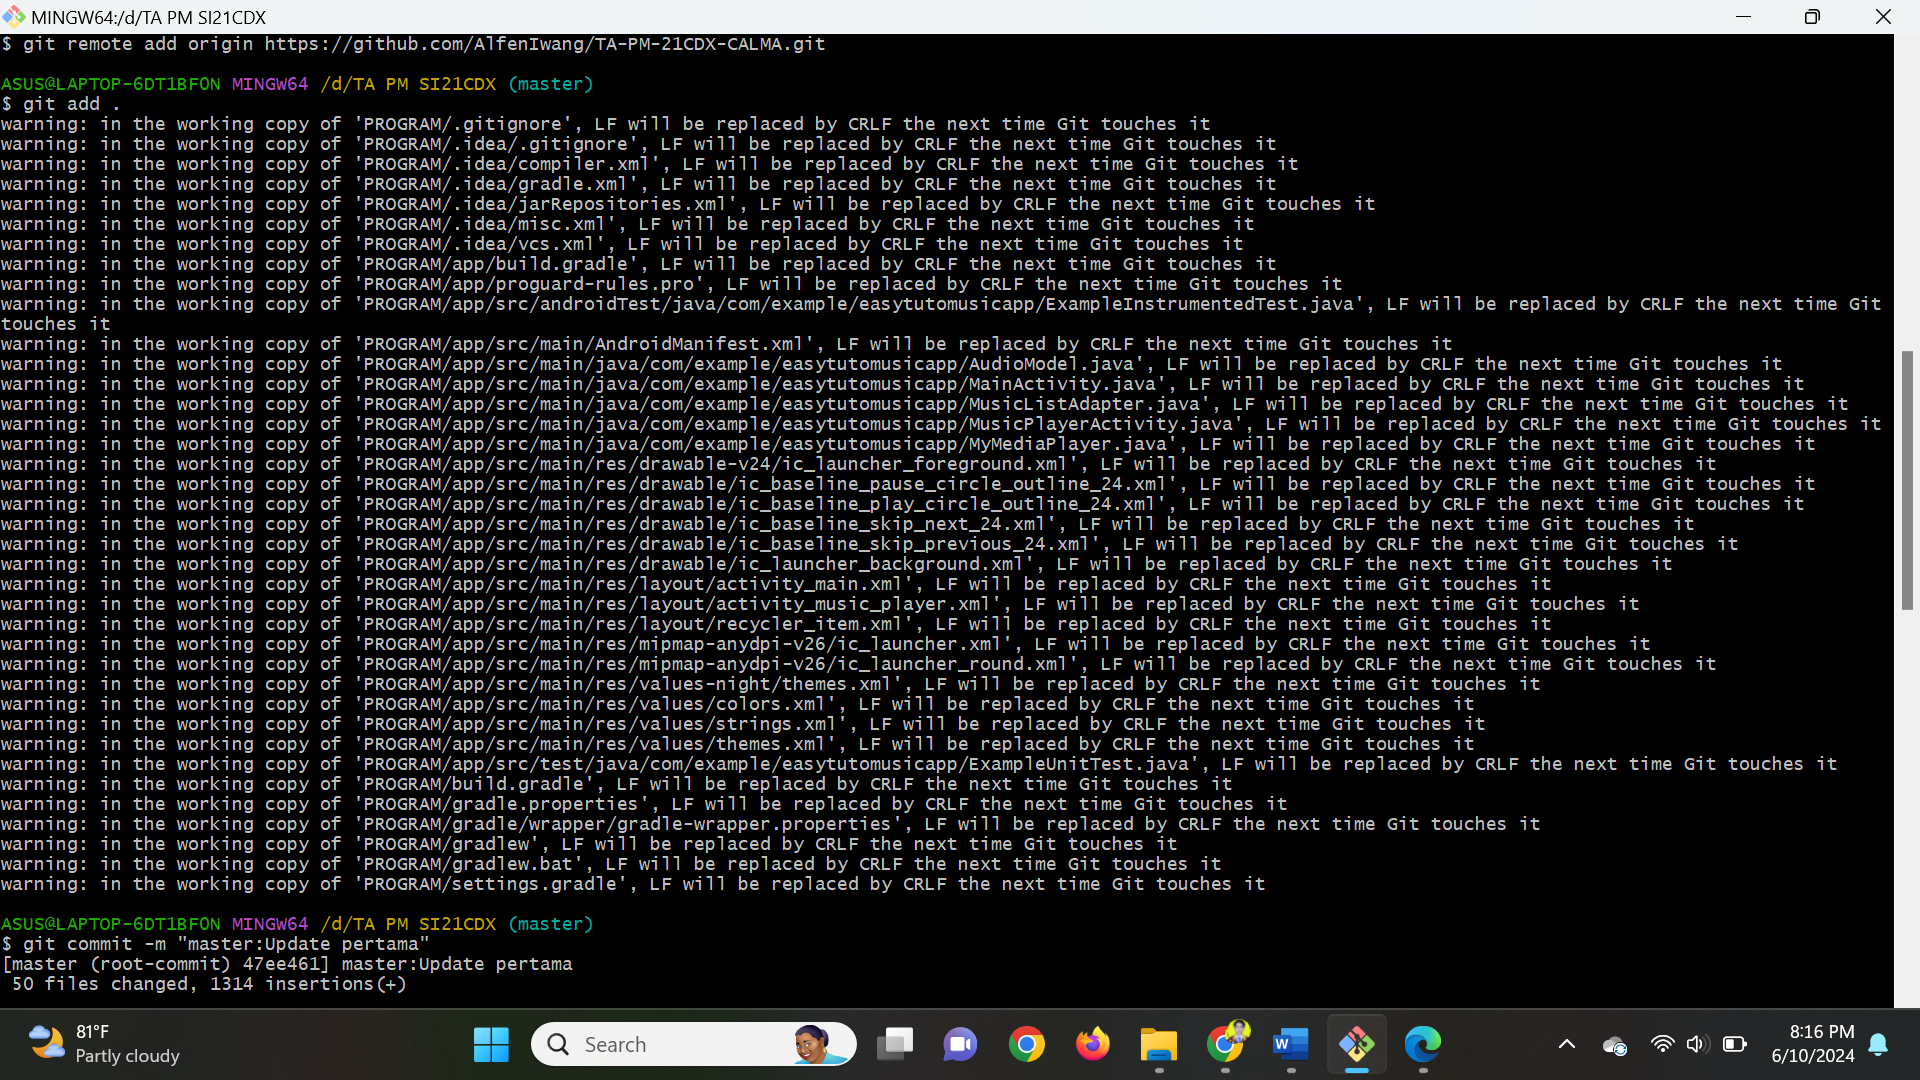 MINGW64:/d/TA PM SI21CDX
$ git remote add origin https://github.com/AlfenIwang/TA-PM-21CDX-CALMA.git
ASUS@LAPTOP-6DT1BF0N MINGW64 /d/TA PM SI21CDX (master)
$ git add .
warning: in the working copy of 'PROGRAM/.gitignore', LF will be replaced by CRLF the next time Git touches it
warning: in the working copy of 'PROGRAM/.idea/.gitignore', LF will be replaced by CRLF the next time Git touches it
warning: in the working copy of 'PROGRAM/.idea/compiler.xml', LF will be replaced by CRLF the next time Git touches it
warning: in the working copy of 'PROGRAM/.idea/gradle.xml', LF will be replaced by CRLF the next time Git touches it
warning: in the working copy of 'PROGRAM/.idea/jarRepositories.xml', LF will be replaced by CRLF the next time Git touches it
warning: in the working copy of 'PROGRAM/.idea/misc.xml', LF will be replaced by CRLF the next time Git touches it
warning: in the working copy of 'PROGRAM/.idea/vcs.xml', LF will be replaced by CRLF the next time Git touches it
warning: in the working copy of 'PROGRAM/app/build.gradle', LF will be replaced by CRLF the next time Git touches it
warning: in the working copy of 'PROGRAM/app/proguard-rules.pro', LF will be replaced by CRLF the next time Git touches it
warning: in the working copy of 'PROGRAM/app/src/androidTest/java/com/example/easytutomusicapp/ExampleInstrumentedTest.java', LF will be replaced by CRLF the next time Git
touches it
warning: in the working copy of 'PROGRAM/app/src/main/AndroidManifest.xml', LF will be replaced by CRLF the next time Git touches it
warning: in the working copy of 'PROGRAM/app/src/main/java/com/example/easytutomusicapp/AudioModel.java', LF will be replaced by CRLF the next time Git touches it
warning: in the working copy of 'PROGRAM/app/src/main/java/com/example/easytutomusicapp/MainActivity.java', LF will be replaced by CRLF the next time Git touches it
warning: in the working copy of 'PROGRAM/app/src/main/java/com/example/easytutomusicapp/MusicListAdapter.java', LF will be replaced by CRLF the next time Git touches it
warning: in the working copy of 'PROGRAM/app/src/main/java/com/example/easytutomusicapp/MusicPlayerActivity.java', LF will be replaced by CRLF the next time Git touches it
warning: in the working copy of 'PROGRAM/app/src/main/java/com/example/easytutomusicapp/MyMediaPlayer.java', LF will be replaced by CRLF the next time Git touches it
warning: in the working copy of 'PROGRAM/app/src/main/res/drawable-v24/ic_launcher_foreground.xml', LF will be replaced by CRLF the next time Git touches it
warning: in the working copy of 'PROGRAM/app/src/main/res/drawable/ic_baseline_pause_circle_outline_24.xml', LF will be replaced by CRLF the next time Git touches it
warning: in the working copy of 'PROGRAM/app/src/main/res/drawable/ic_baseline_play_circle_outline_24.xml', LF will be replaced by CRLF the next time Git touches it
warning: in the working copy of 'PROGRAM/app/src/main/res/drawable/ic_baseline_skip_next_24.xml', LF will be replaced by CRLF the next time Git touches it
warning: in the working copy of 'PROGRAM/app/src/main/res/drawable/ic_baseline_skip_previous_24.xml', LF will be replaced by CRLF the next time Git touches it
warning: in the working copy of 'PROGRAM/app/src/main/res/drawable/ic_launcher_background.xml', LF will be replaced by CRLF the next time Git touches it
warning: in the working copy of 'PROGRAM/app/src/main/res/layout/activity_main.xml', LF will be replaced by CRLF the next time Git touches it
warning: in the working copy of 'PROGRAM/app/src/main/res/layout/activity_music_player.xml', LF will be replaced by CRLF the next time Git touches it
warning: in the working copy of 'PROGRAM/app/src/main/res/layout/recycler_item.xml', LF will be replaced by CRLF the next time Git touches it
warning: in the working copy of 'PROGRAM/app/src/main/res/mipmap-anydpi-v26/ic_launcher.xml', LF will be replaced by CRLF the next time Git touches it
warning: in the working copy of 'PROGRAM/app/src/main/res/mipmap-anydpi-v26/ic_launcher_round.xml', LF will be replaced by CRLF the next time Git touches it
warning: in the working copy of 'PROGRAM/app/src/main/res/values-night/themes.xml', LF will be replaced by CRLF the next time Git touches it
warning: in the working copy of 'PROGRAM/app/src/main/res/values/colors.xml', LF will be replaced by CRLF the next time Git touches it
warning: in the working copy of 'PROGRAM/app/src/main/res/values/strings.xml', LF will be replaced by CRLF the next time Git touches it
warning: in the working copy of 'PROGRAM/app/src/main/res/values/themes.xml', LF will be replaced by CRLF the next time Git touches it
warning: in the working copy of 'PROGRAM/app/src/test/java/com/example/easytutomusicapp/ExampleUnitTest.java', LF will be replaced by CRLF the next time Git touches it
warning: in the working copy of 'PROGRAM/build.gradle', LF will be replaced by CRLF the next time Git touches it
warning: in the working copy of 'PROGRAM/gradle.properties', LF will be replaced by CRLF the next time Git touches it
warning: in the working copy of 'PROGRAM/gradle/wrapper/gradle-wrapper.properties', LF will be replaced by CRLF the next time Git touches it
warning: in the working copy of 'PROGRAM/gradlew', LF will be replaced by CRLF the next time Git touches it
warning: in the working copy of 'PROGRAM/gradlew.bat', LF will be replaced by CRLF the next time Git touches it
warning: in the working copy of 'PROGRAM/settings.gradle', LF will be replaced by CRLF the next time Git touches it
ASUS@LAPTOP-6DT1BF0N MINGW64 /d/TA PM SI21CDX (master)
$ git commit -m "master:Update pertama"
[master (root-commit) 47ee461] master:Update pertama
50 files changed, 1314 insertions(+)
81°F
Partly cloudy
Search
W
8:16 PM
6/10/2024